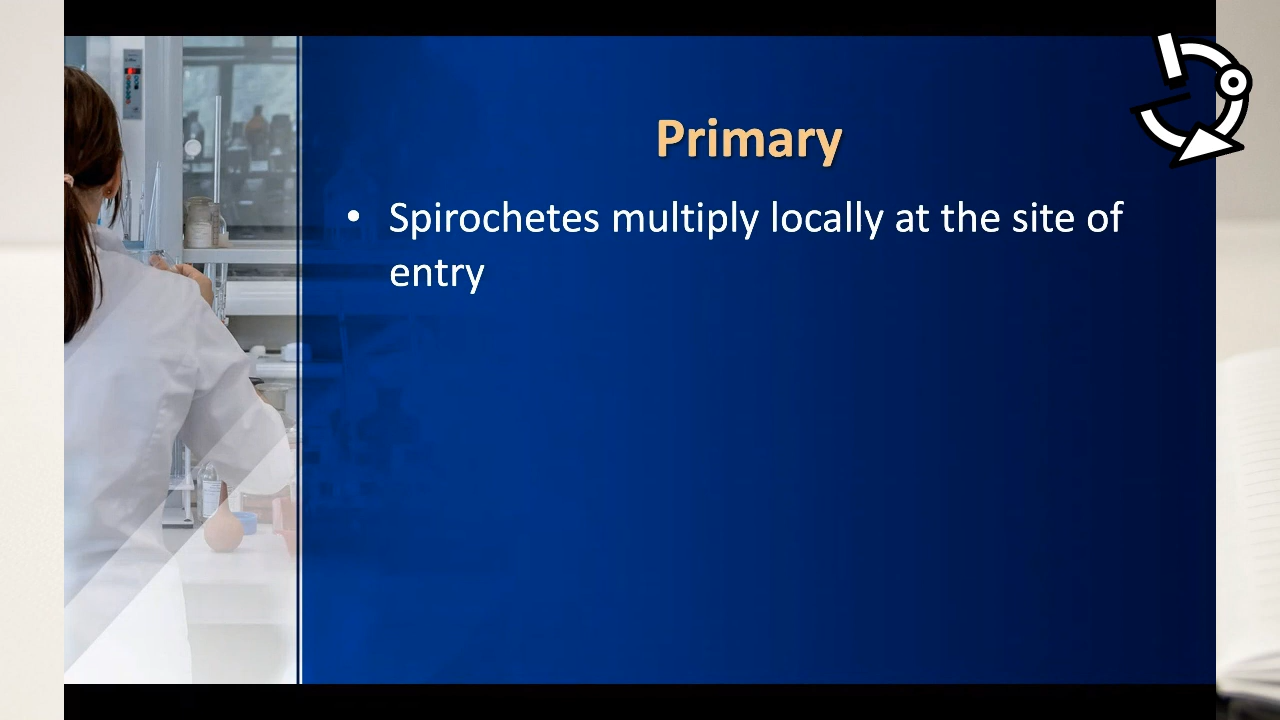 Primary
• Spirochetes multiply locally at the site of
entry